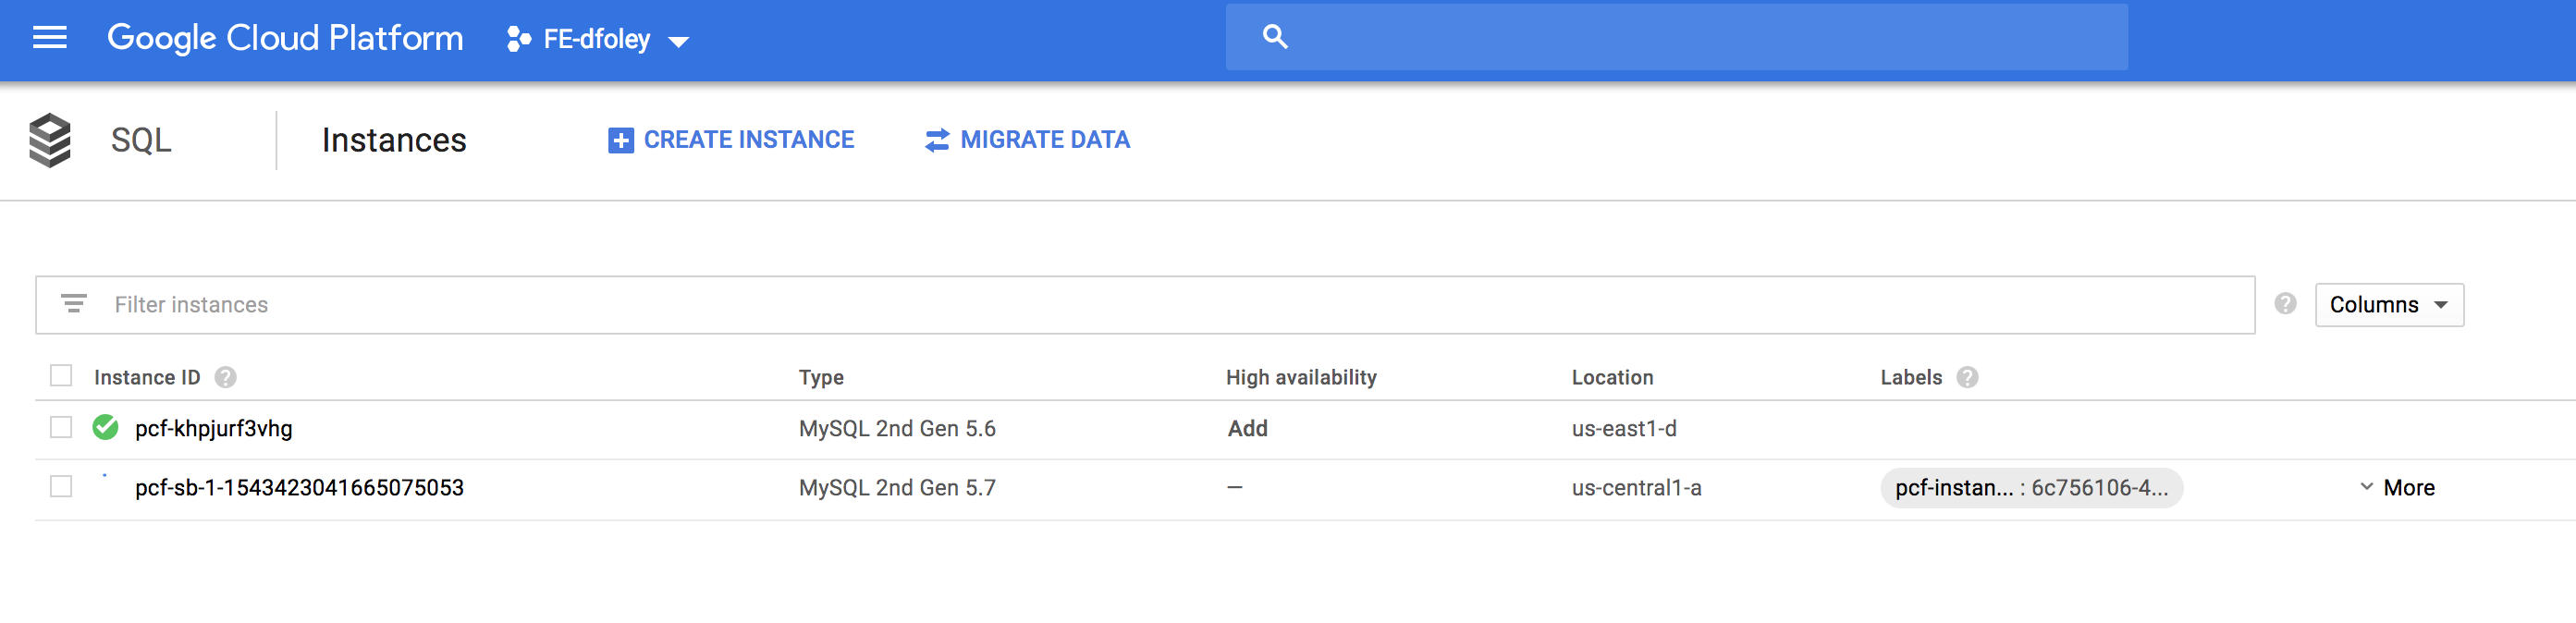 Google Cloud Platform FE-dfoley
SQL Instances CREATE INSTANCE MIGRATE DATA
Filter instances Columns
Instance ID Type High availability Location Labels
pcf-khpjurf3vhg MySQL 2nd Gen 5.6 Add us-east1-d
pcf-sb-1-1543423041665075053 MySQL 2nd Gen 5.7 — us-central1-a pcf-instan... : 6c756106-4... More